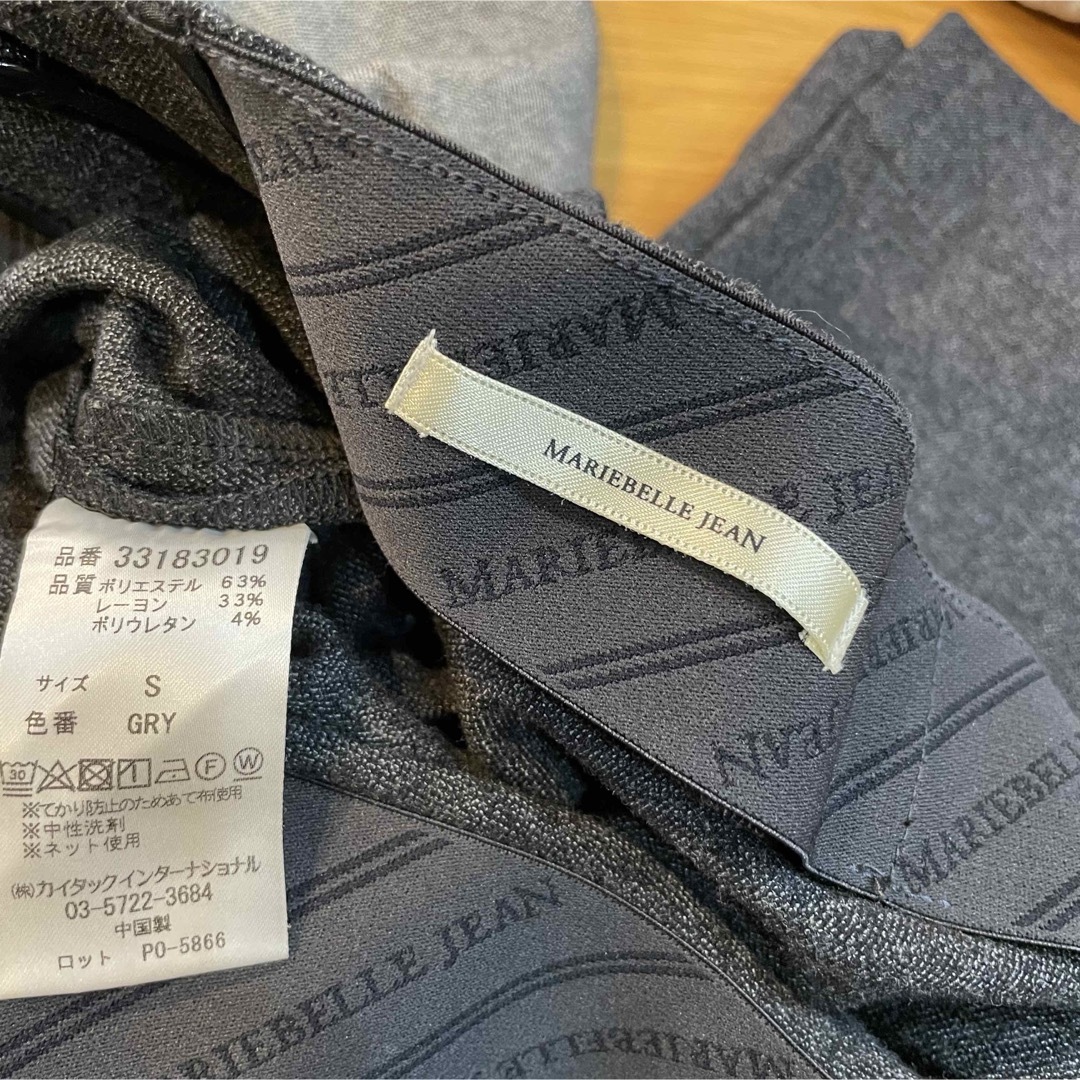 MARIEBELLE JEAN
品番 33183019
品質 ポリエステル 63%
レーヨン 33%
ポリウレタン 4%
サイズ S
色番 GRY
30 F W
※てかり防止のためあて布使用
※中性洗剤
※ネット使用
㈱カイタックインターナショナル
03-5722-3684
中国製
ロット PO-5866
MARIEBELLE JEAN
MARIEBELLE JEAN
MARIEBELLE
MARIEBELLE